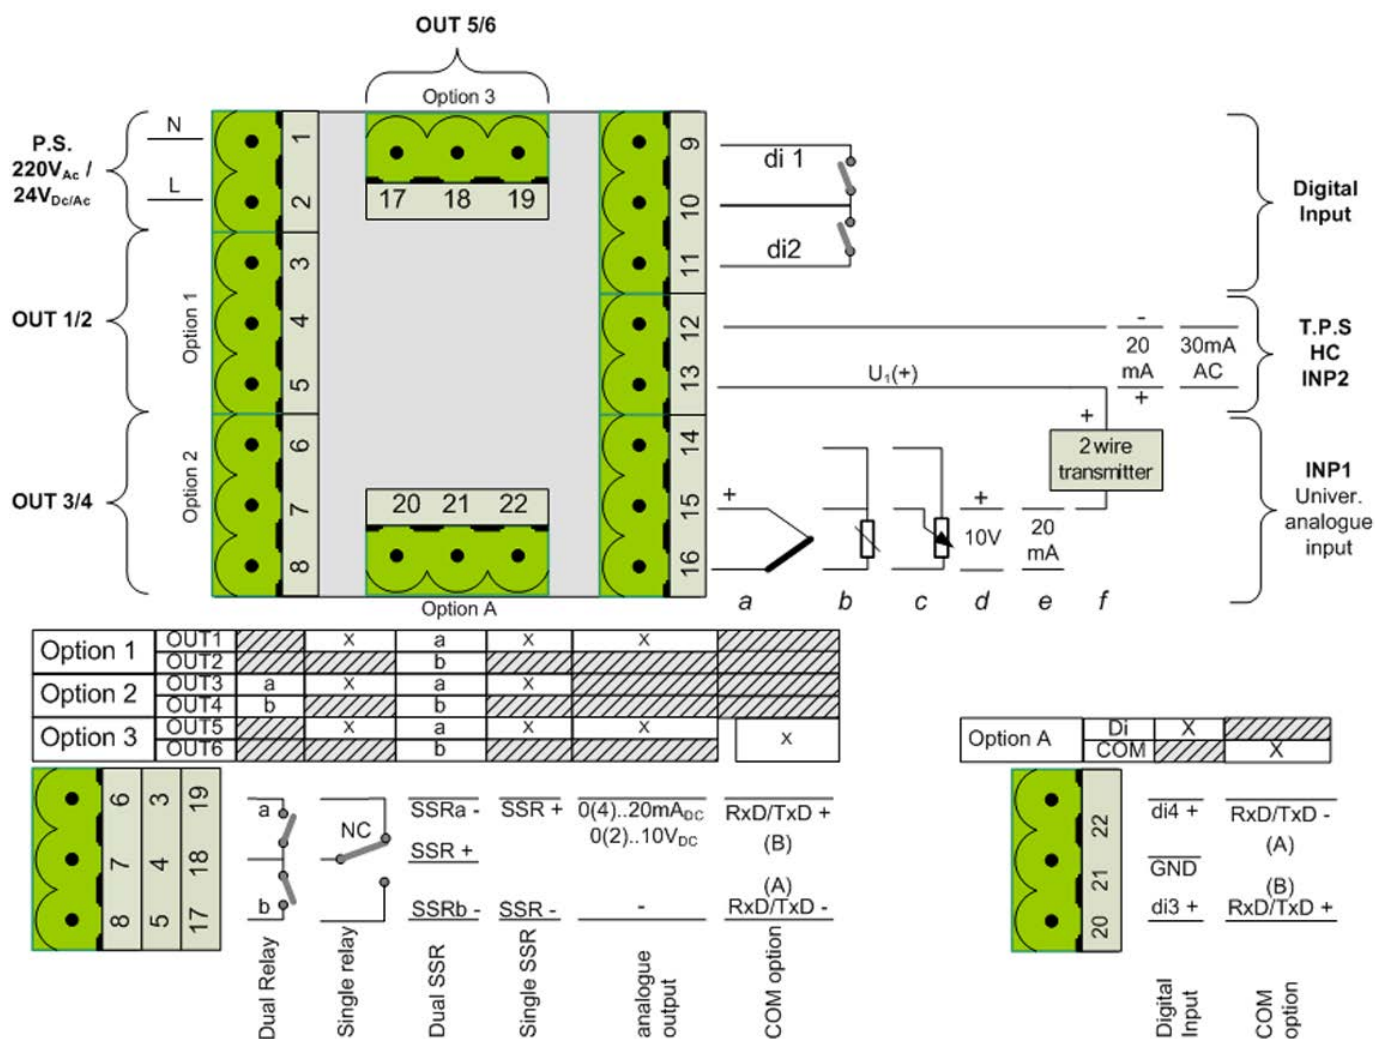 OUT 5/6
Option 3
P.S.
220VAc /
24VDc/Ac
N
L
OUT 1/2
OUT 3/4
Option 1
Option 2
1
2
3
4
5
6
7
8
17 18 19
20 21 22
Option A
9
10
11
12
13
14
15
16
di 1
di2
Digital
Input
-
20
mA
+
30mA
AC
T.P.S
HC
INP2
U1(+)
+
2 wire
transmitter
+
+
10V
20
mA
INP1
Univer.
analogue
input
a b c d e f
Option 1 OUT1 X a X X
OUT2 b
Option 2 OUT3 a X a X
OUT4 b b
Option 3 OUT5 X a X X X
OUT6 b
6 3 19
7 4 18
8 5 17
a
b
NC
SSRa -
SSR +
SSRb -
SSR +
SSR -
0(4)..20mADC
0(2)..10VDC
-
RxD/TxD +
(B)
(A)
RxD/TxD -
Dual Relay
Single relay
Dual SSR
Single SSR
analogue
output
COM option
Option A Di X
COM X
22
21
20
di4 +
GND
di3 +
RxD/TxD -
(A)
(B)
RxD/TxD +
Digital
Input
COM
option